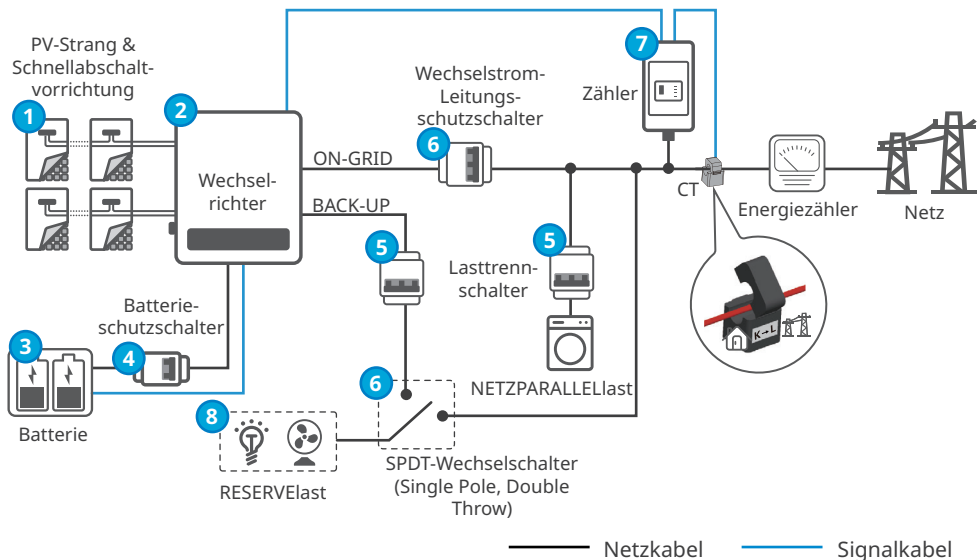 PV-Strang &
Schnellabschalt-
vorrichtung
1
2
Wechsel-
richter
ON-GRID
BACK-UP
Wechselstrom-
Leitungs-
schutzschalter
6
7
Zähler
CT
Energiezähler
Netz
5
5
Lasttrenn-
schalter
NETZPARALLELlast
K→L
Batterie-
schutzschalter
3
4
Batterie
8
RESERVElast
6
SPDT-Wechselschalter
(Single Pole, Double
Throw)
Netzkabel
Signalkabel